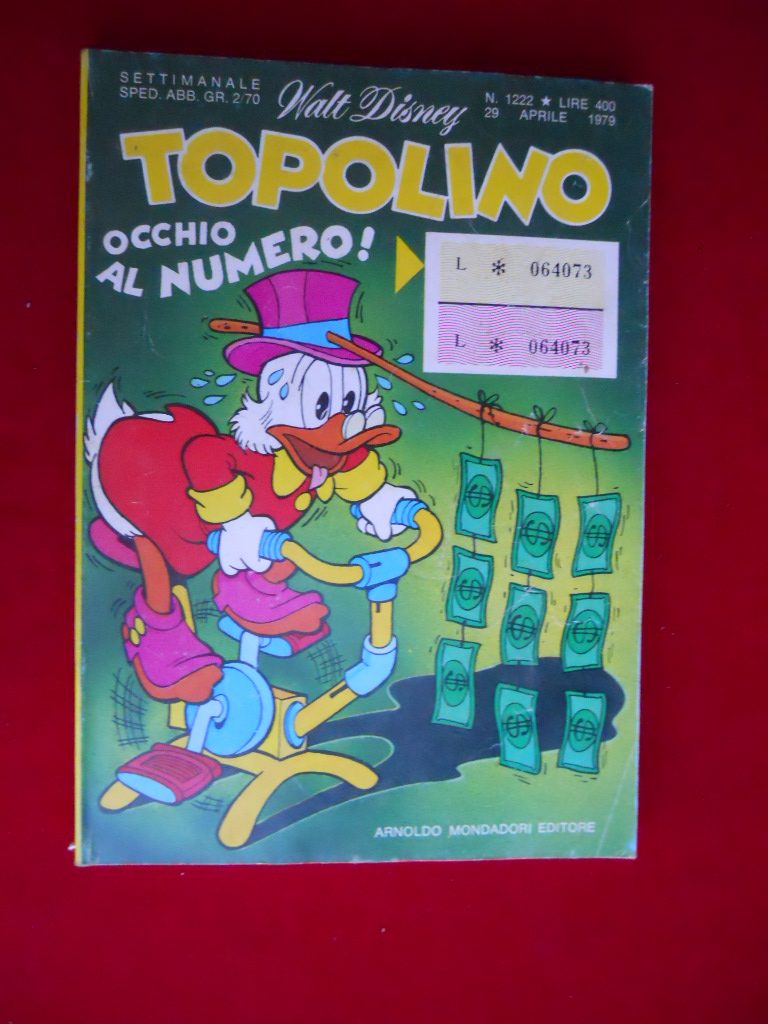 SETTIMANALE
SPED. ABB. GR. 2/70
Walt Disney
N. 1222 ★ LIRE 400
29 APRILE 1979
TOPOLINO
OCCHIO
AL NUMERO!
L * 064073
L * 064073
$ $ $
$ $ $
$ $ $
ARNOLDO MONDADORI EDITORE